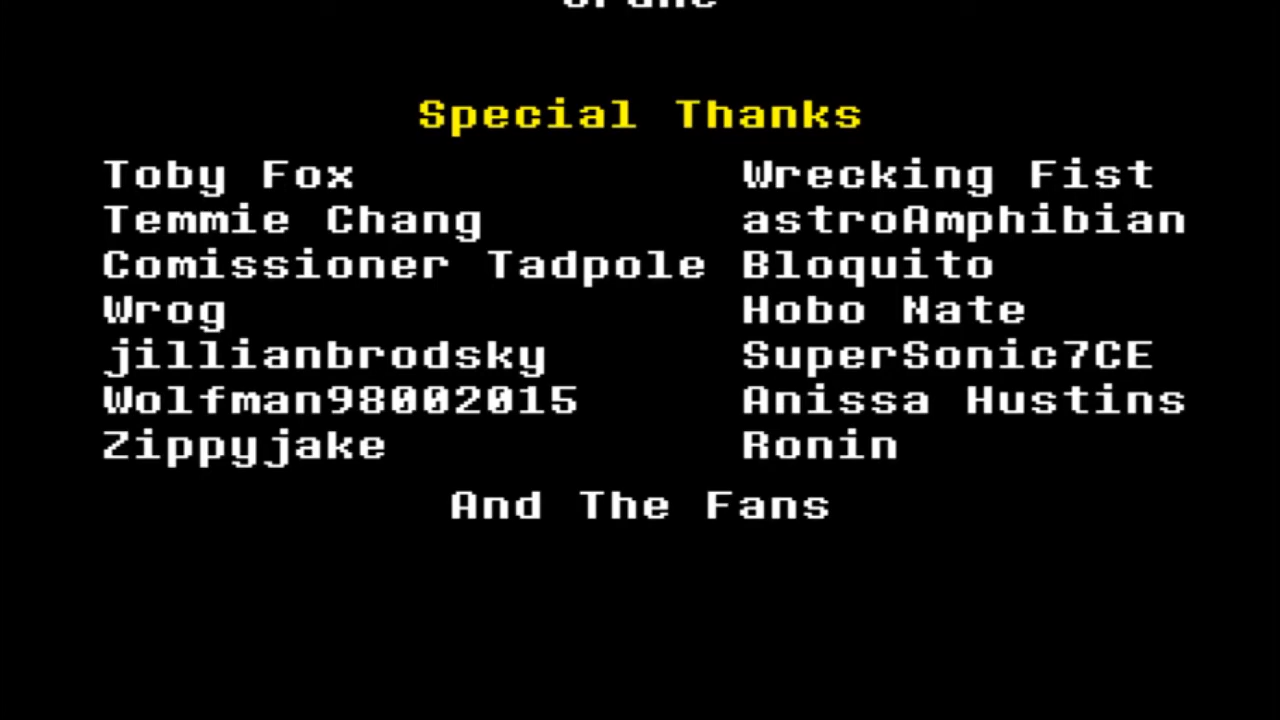 Special Thanks
Toby Fox
Temmie Chang
Comissioner Tadpole
Wrog
jillianbrodsky
Wolfman98002015
Zippyjake
Wrecking Fist
astroAmphibian
Bloquito
Hobo Nate
SuperSonic7CE
Anissa Hustins
Ronin
And The Fans